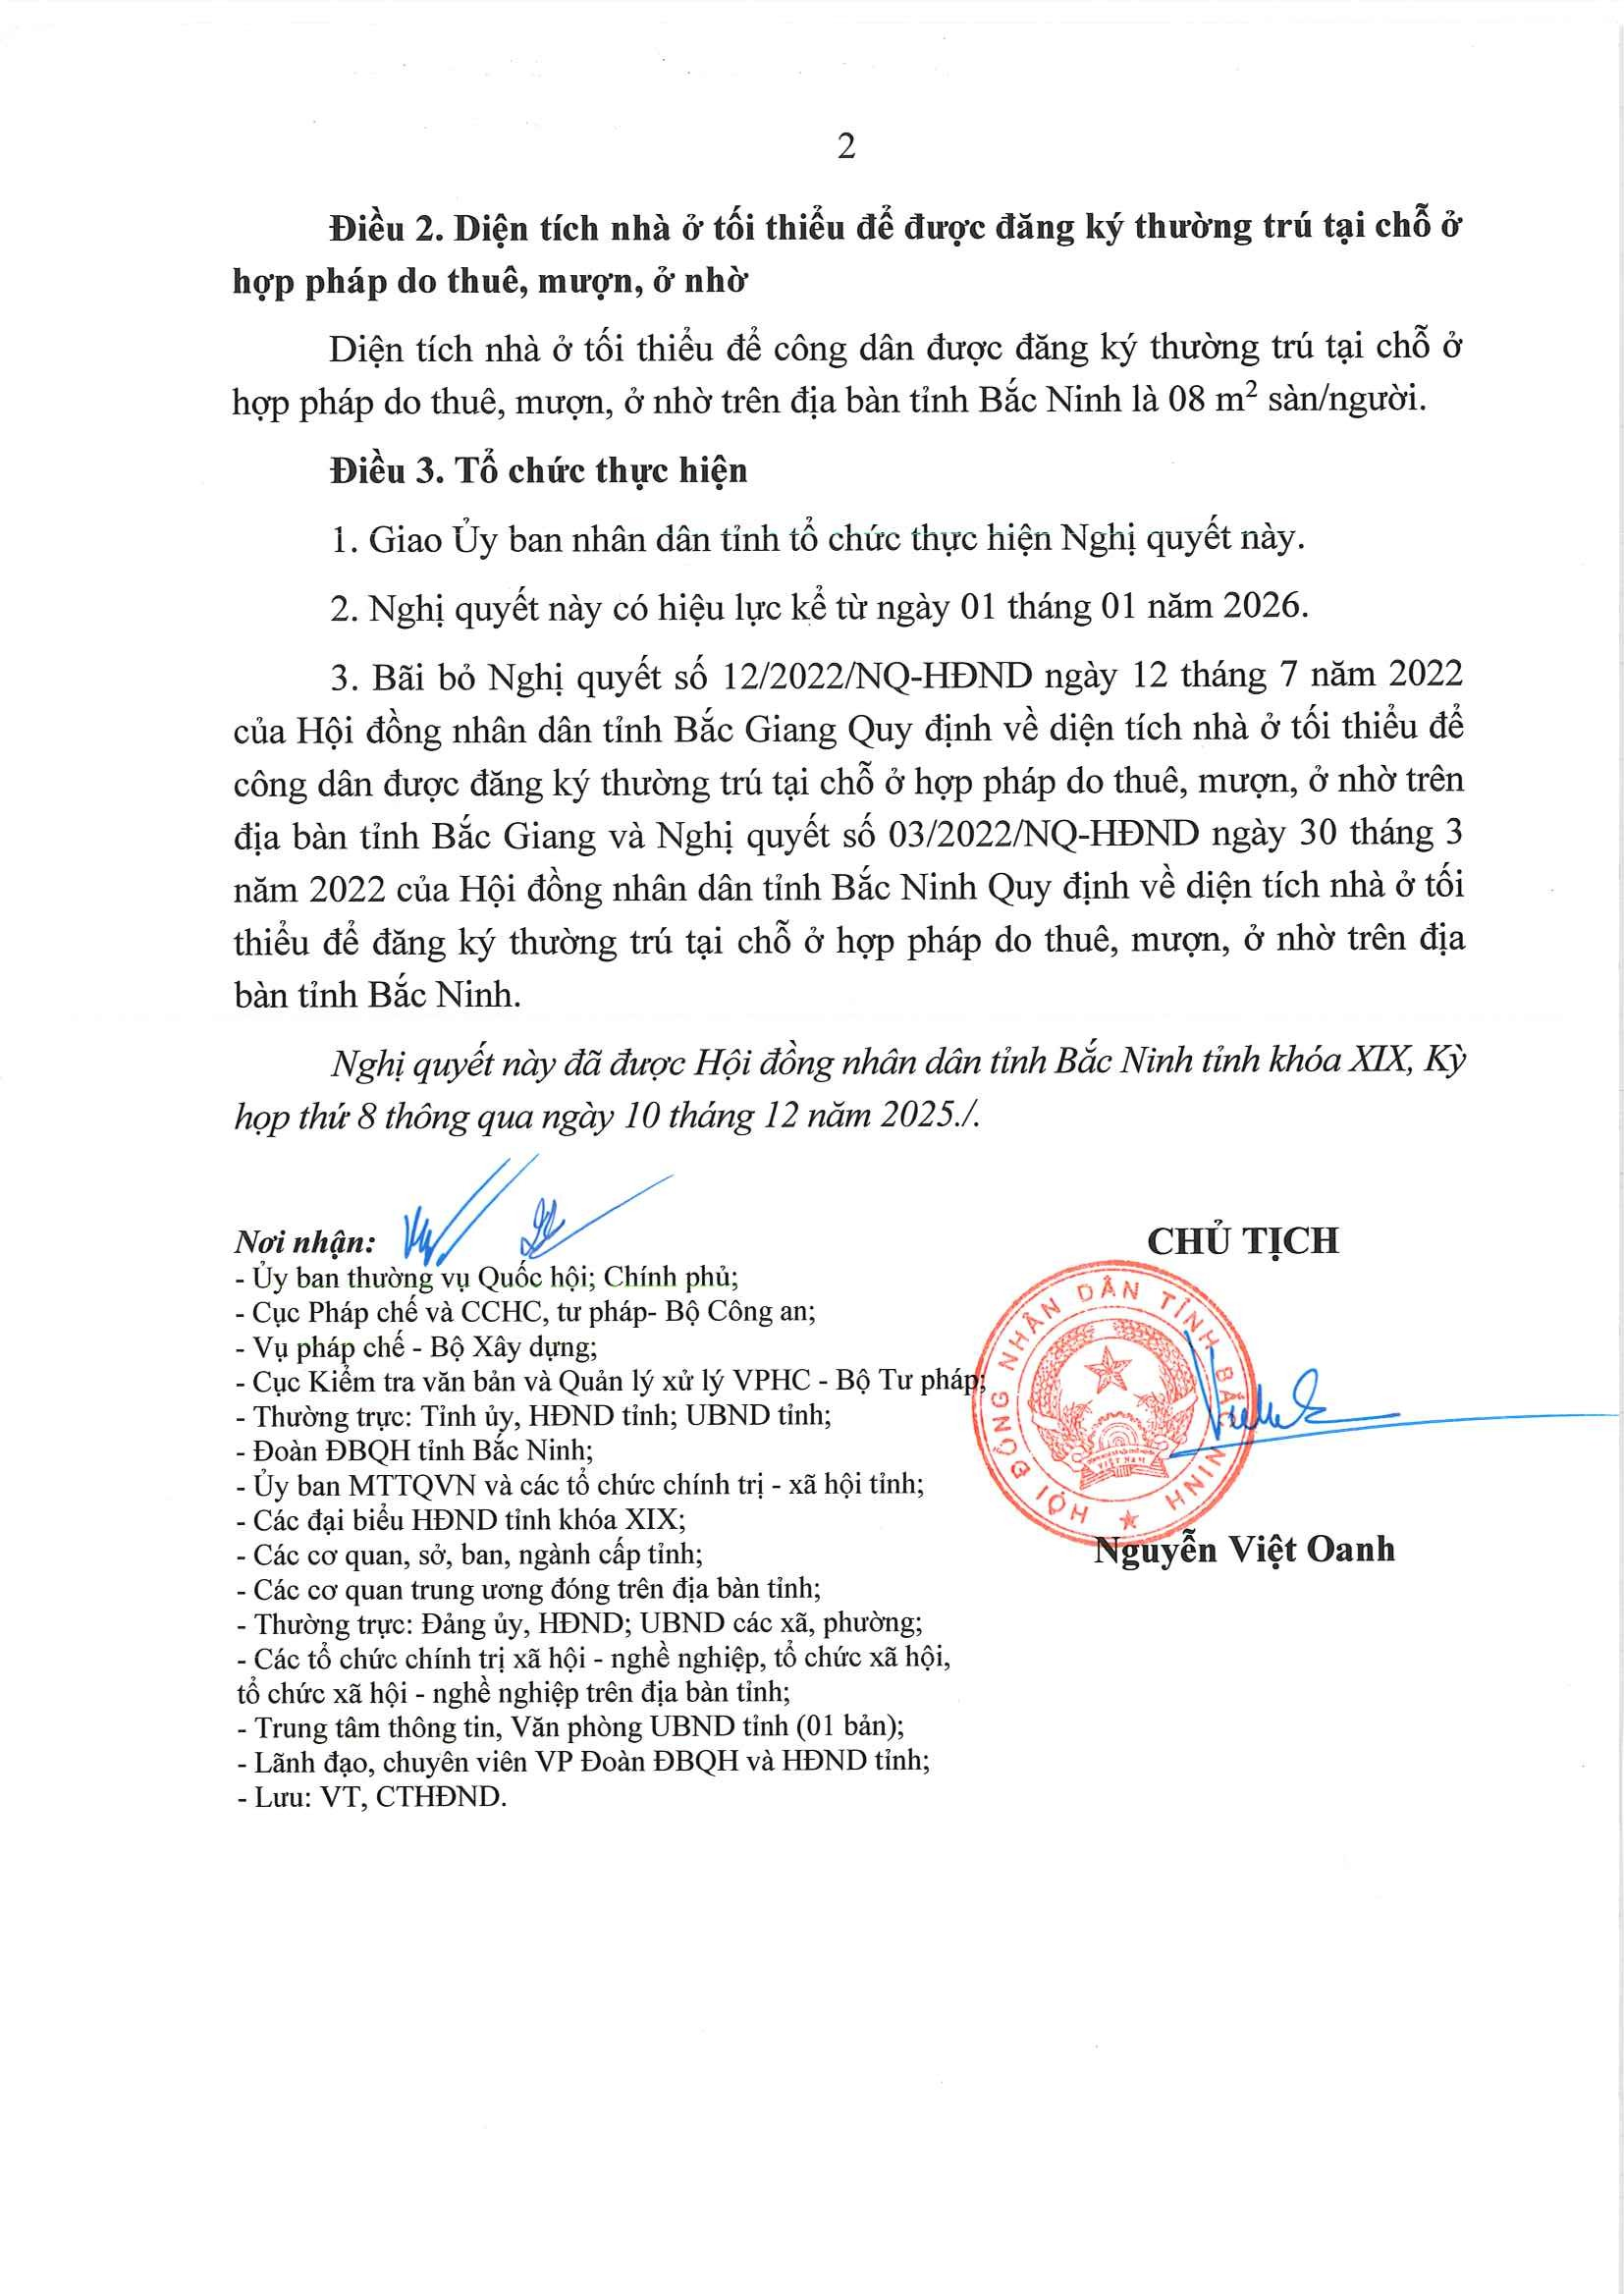 2
Điều 2. Diện tích nhà ở tối thiểu để được đăng ký thường trú tại chỗ ở
hợp pháp do thuê, mượn, ở nhờ
Diện tích nhà ở tối thiểu để công dân được đăng ký thường trú tại chỗ ở
hợp pháp do thuê, mượn, ở nhờ trên địa bàn tỉnh Bắc Ninh là 08 m² sàn/người.
Điều 3. Tổ chức thực hiện
1. Giao Ủy ban nhân dân tỉnh tổ chức thực hiện Nghị quyết này.
2. Nghị quyết này có hiệu lực kể từ ngày 01 tháng 01 năm 2026.
3. Bãi bỏ Nghị quyết số 12/2022/NQ-HĐND ngày 12 tháng 7 năm 2022
của Hội đồng nhân dân tỉnh Bắc Giang Quy định về diện tích nhà ở tối thiểu để
công dân được đăng ký thường trú tại chỗ ở hợp pháp do thuê, mượn, ở nhờ trên
địa bàn tỉnh Bắc Giang và Nghị quyết số 03/2022/NQ-HĐND ngày 30 tháng 3
năm 2022 của Hội đồng nhân dân tỉnh Bắc Ninh Quy định về diện tích nhà ở tối
thiểu để đăng ký thường trú tại chỗ ở hợp pháp do thuê, mượn, ở nhờ trên địa
bàn tỉnh Bắc Ninh.
Nghị quyết này đã được Hội đồng nhân dân tỉnh Bắc Ninh tỉnh khóa XIX, Kỳ
họp thứ 8 thông qua ngày 10 tháng 12 năm 2025./.
Nơi nhận:
- Ủy ban thường vụ Quốc hội; Chính phủ;
- Cục Pháp chế và CCHC, tư pháp- Bộ Công an;
- Vụ pháp chế - Bộ Xây dựng;
- Cục Kiểm tra văn bản và Quản lý xử lý VPHC - Bộ Tư pháp;
- Thường trực: Tỉnh ủy, HĐND tỉnh; UBND tỉnh;
- Đoàn ĐBQH tỉnh Bắc Ninh;
- Ủy ban MTTQVN và các tổ chức chính trị - xã hội tỉnh;
- Các đại biểu HĐND tỉnh khóa XIX;
- Các cơ quan, sở, ban, ngành cấp tỉnh;
- Các cơ quan trung ương đóng trên địa bàn tỉnh;
- Thường trực: Đảng ủy, HĐND; UBND các xã, phường;
- Các tổ chức chính trị xã hội - nghề nghiệp, tổ chức xã hội,
tổ chức xã hội - nghề nghiệp trên địa bàn tỉnh;
- Trung tâm thông tin, Văn phòng UBND tỉnh (01 bản);
- Lãnh đạo, chuyên viên VP Đoàn ĐBQH và HĐND tỉnh;
- Lưu: VT, CTHĐND.
CHỦ TỊCH
HỘI ĐỒNG NHÂN DÂN TỈNH BẮC NINH
VIỆT NAM
Nguyễn Việt Oanh